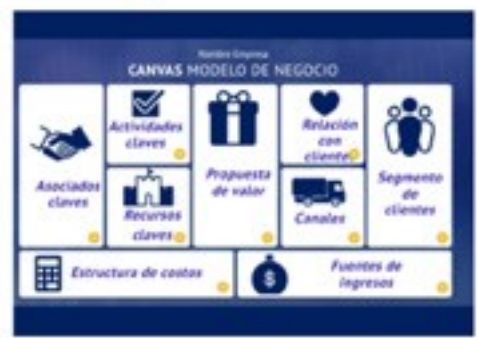 Nombre Empresa
CANVAS MODELO DE NEGOCIO
Asociados
claves
Actividades
claves
Recursos
claves
Propuesta
de valor
Relación
con
clientes
Canales
Segmento
de
clientes
Estructura de costos
Fuentes de
ingresos
$